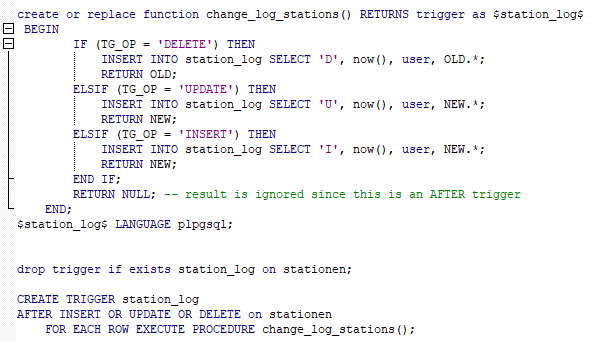 create or replace function change_log_stations() RETURNS trigger as $station_log$
BEGIN
IF (TG_OP = 'DELETE') THEN
INSERT INTO station_log SELECT 'D', now(), user, OLD.*;
RETURN OLD;
ELSIF (TG_OP = 'UPDATE') THEN
INSERT INTO station_log SELECT 'U', now(), user, NEW.*;
RETURN NEW;
ELSIF (TG_OP = 'INSERT') THEN
INSERT INTO station_log SELECT 'I', now(), user, NEW.*;
RETURN NEW;
END IF;
RETURN NULL; -- result is ignored since this is an AFTER trigger
END;
$station_log$ LANGUAGE plpgsql;
drop trigger if exists station_log on stationen;
CREATE TRIGGER station_log
AFTER INSERT OR UPDATE OR DELETE on stationen
FOR EACH ROW EXECUTE PROCEDURE change_log_stations();